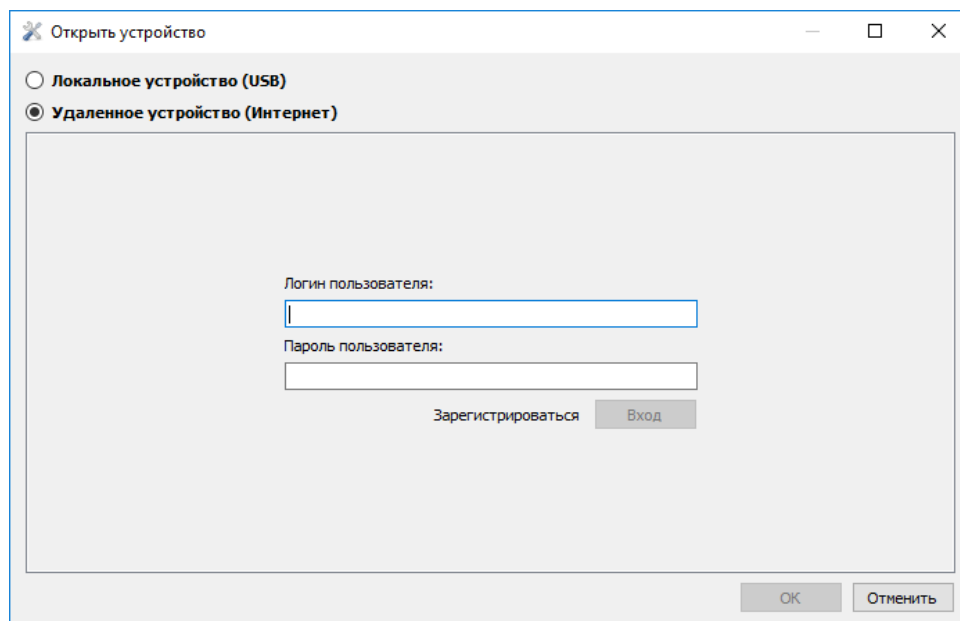 Открыть устройство
Локальное устройство (USB)
Удаленное устройство (Интернет)
Логин пользователя:
Пароль пользователя:
Зарегистрироваться Вход
OK Отменить